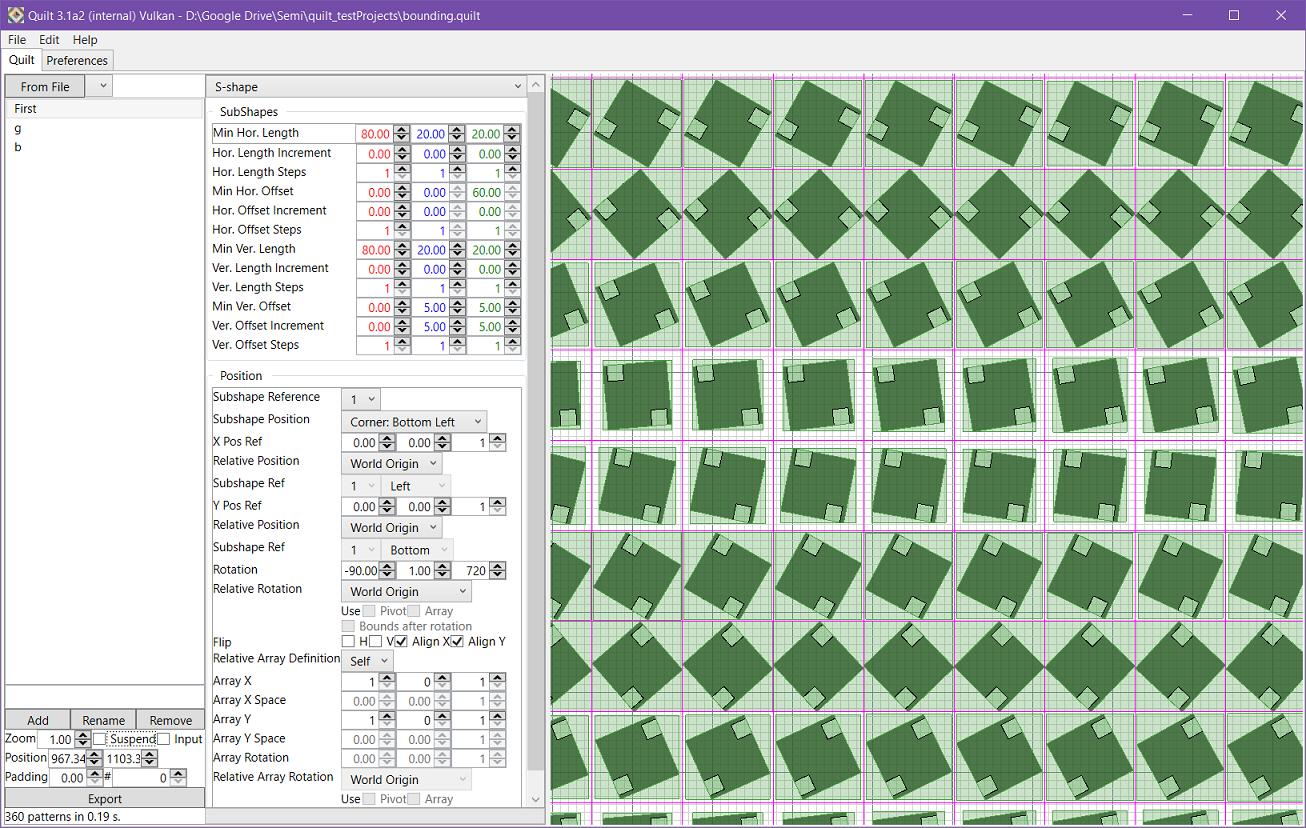 Quilt 3.1a2 (internal) Vulkan - D:\Google Drive\Semi\quilt_testProjects\bounding.quilt
File Edit Help
Quilt Preferences
From File
First
g
b
S-shape
SubShapes
Min Hor. Length 80.00 20.00 20.00
Hor. Length Increment 0.00 0.00 0.00
Hor. Length Steps 1 1 1
Min Hor. Offset 0.00 0.00 60.00
Hor. Offset Increment 0.00 0.00 0.00
Hor. Offset Steps 1 1 1
Min Ver. Length 80.00 20.00 20.00
Ver. Length Increment 0.00 0.00 0.00
Ver. Length Steps 1 1 1
Min Ver. Offset 0.00 5.00 5.00
Ver. Offset Increment 0.00 5.00 5.00
Ver. Offset Steps 1 1 1
Position
Subshape Reference 1
Subshape Position Corner: Bottom Left
X Pos Ref 0.00 0.00 1
Relative Position World Origin
Subshape Ref 1 Left
Y Pos Ref 0.00 0.00 1
Relative Position World Origin
Subshape Ref 1 Bottom
Rotation -90.00 1.00 720
Relative Rotation World Origin
Use Pivot Array
Bounds after rotation
Flip H V Align X Align Y
Relative Array Definition Self
Array X 1 0 1
Array X Space 0.00 0.00 1
Array Y 1 0 1
Array Y Space 0.00 0.00 1
Array Rotation 0.00 0.00 1
Relative Array Rotation World Origin
Use Pivot Array
Add Rename Remove
Zoom 1.00 Suspend Input
Position 967.34 1103.3
Padding 0.00 # 0
Export
360 patterns in 0.19 s.